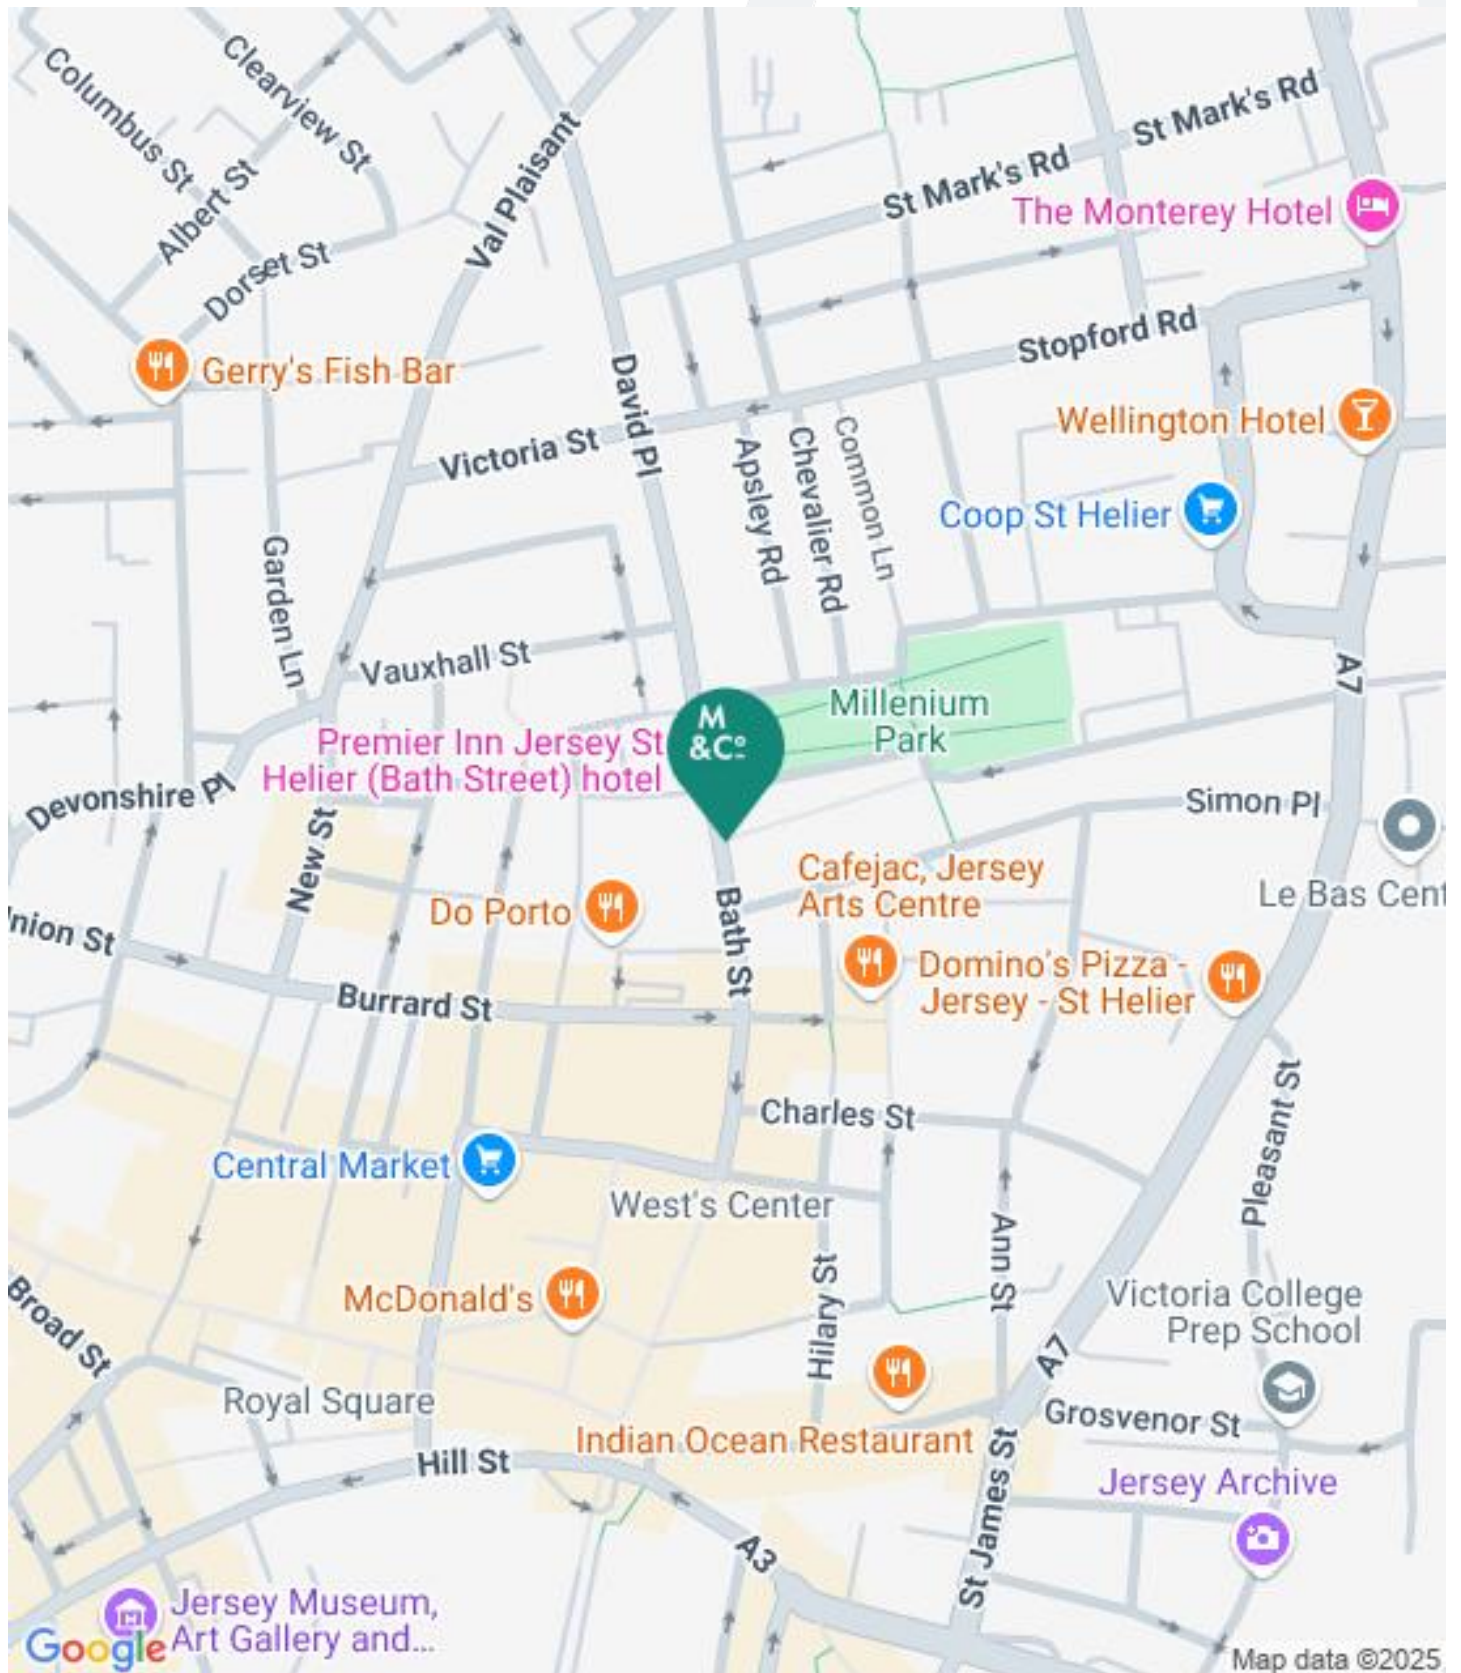 Clearview St
Columbus St
Albert St
Dorset St
Val Plaisant
St Mark's Rd
St Mark's Rd
The Monterey Hotel
Stopford Rd
Gerry's Fish Bar
David Pl
Victoria St
Wellington Hotel
Apsley Rd
Chevalier Rd
Common Ln
Coop St Helier
Garden Ln
Vauxhall St
A7
M
&Co
Millenium
Park
Premier Inn Jersey St
Helier (Bath Street) hotel
Devonshire Pl
New St
Simon Pl
Cafejac, Jersey
Arts Centre
Le Bas Cent
Do Porto
Bath St
nion St
Domino's Pizza -
Jersey - St Helier
Burrard St
Pleasant St
Charles St
Central Market
West's Center
Ann St
Hilary St
McDonald's
Broad St
Victoria College
Prep School
A7
Royal Square
Grosvenor St
Indian Ocean Restaurant
Hill St
St James St
Jersey Archive
A3
Jersey Museum,
Art Gallery and...
Google
Map data ©2025